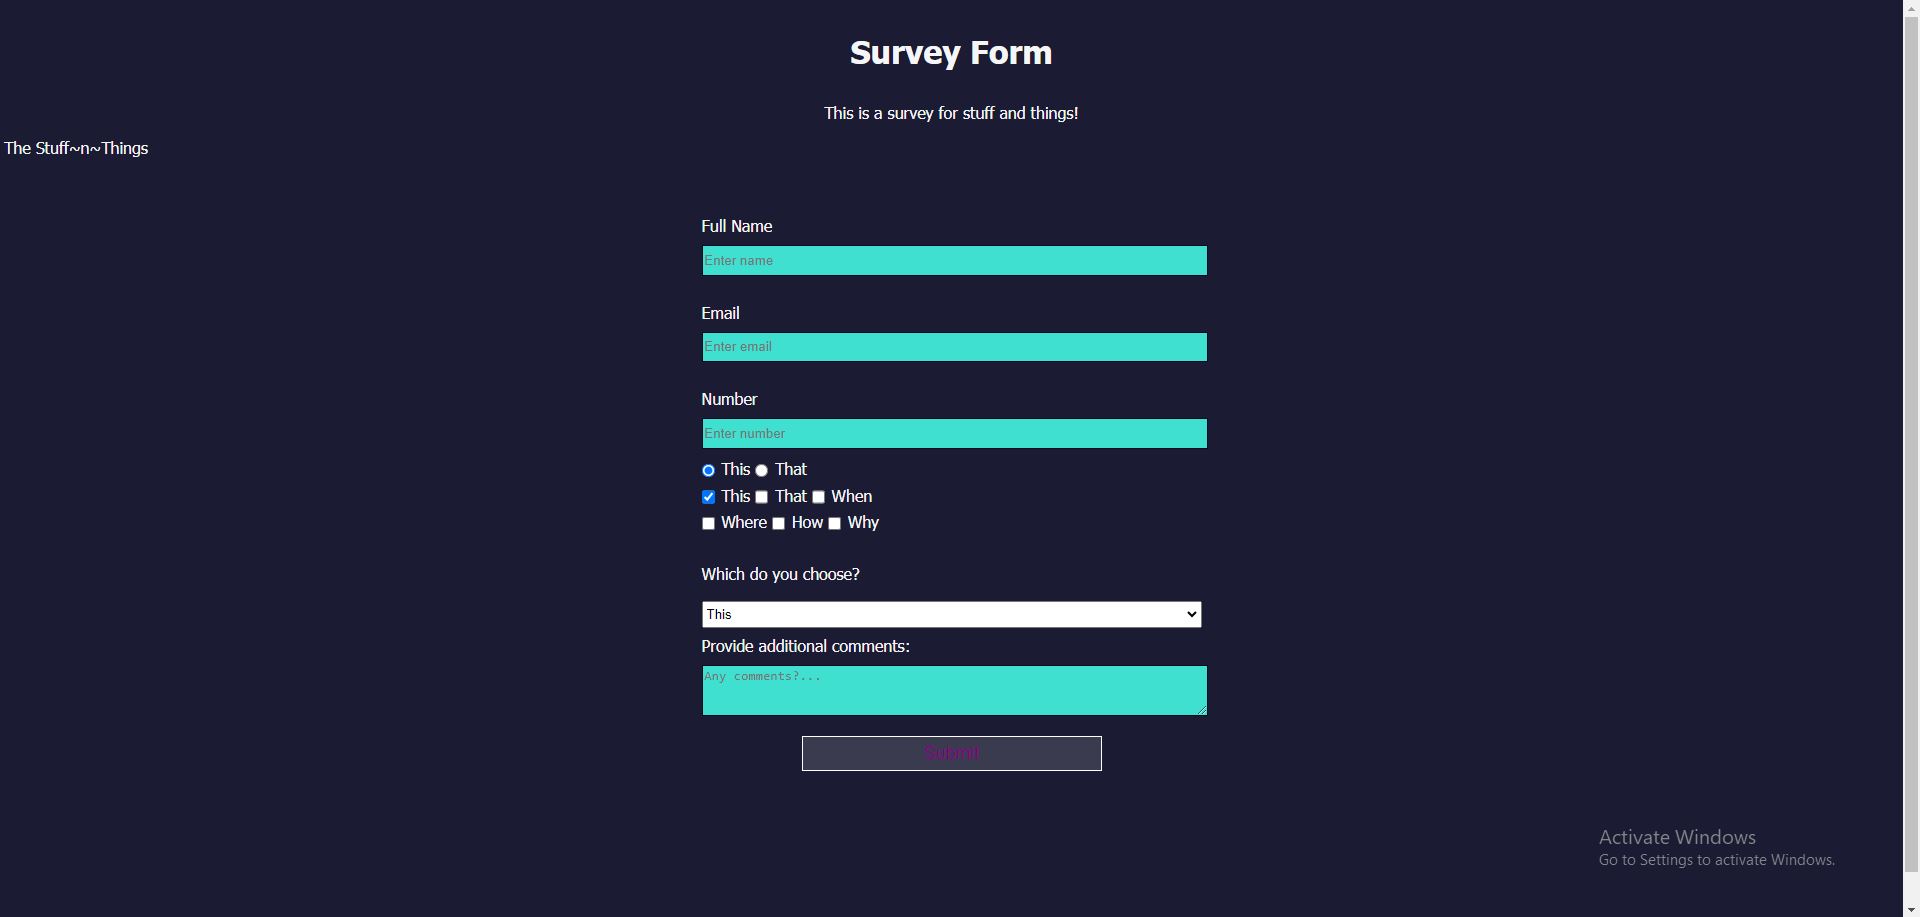 Survey Form
This is a survey for stuff and things!
The Stuff~n~Things
Full Name
Enter name
Email
Enter email
Number
Enter number
This That
This That When
Where How Why
Which do you choose?
This
Provide additional comments:
Any comments?...
Submit
Activate Windows
Go to Settings to activate Windows.